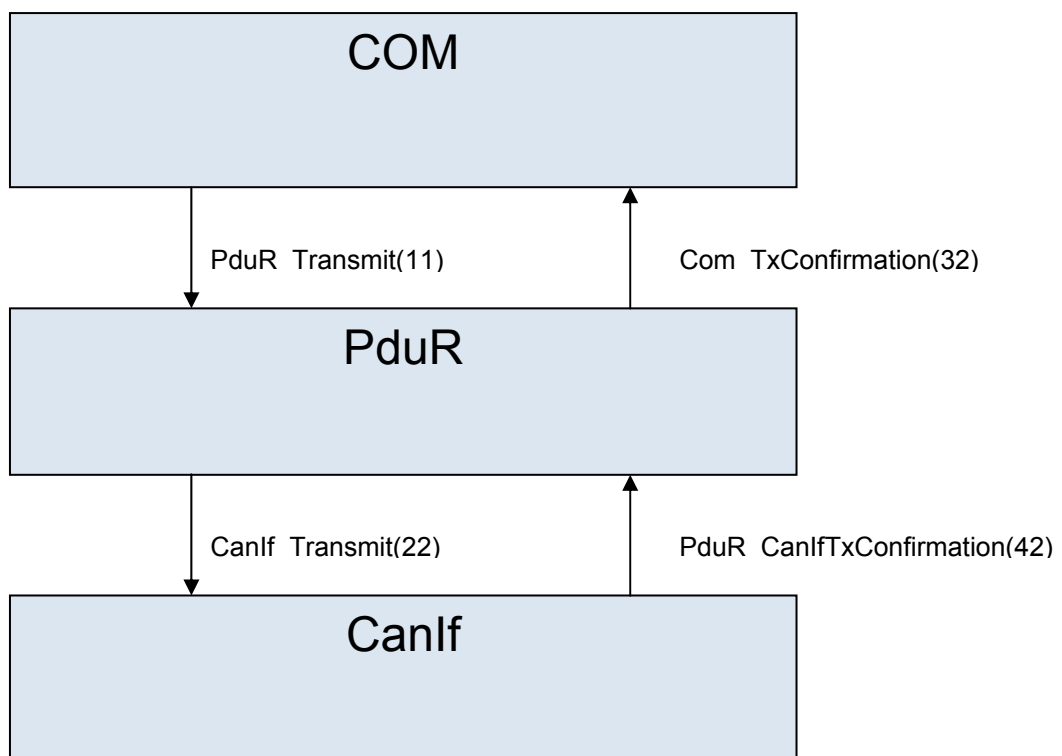 COM
PduR Transmit(11)
Com TxConfirmation(32)
PduR
CanIf Transmit(22)
PduR CanIfTxConfirmation(42)
CanIf